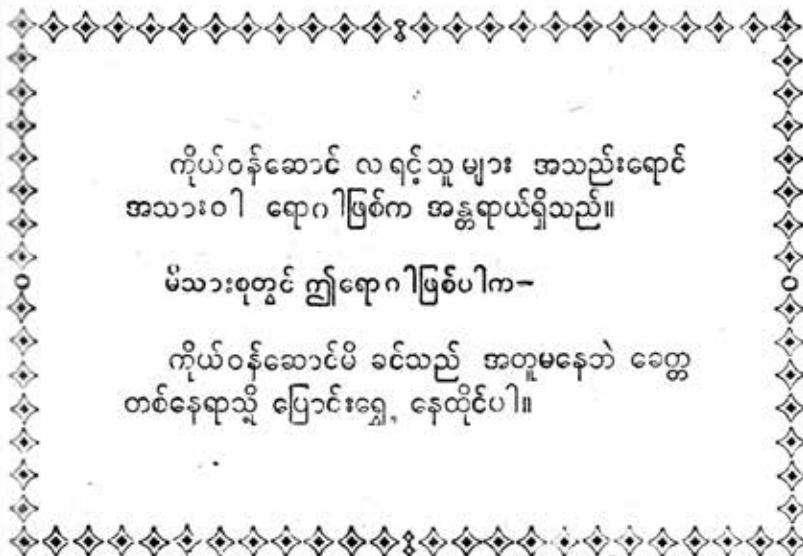 ကိုယ်ဝန်ဆောင် လရင့်သူများ အသည်းရောင်
အသားဝါ ရောဂါဖြစ်က အန္တရာယ်ရှိသည်။
မိသားစုတွင် ဤရောဂါဖြစ်ပါက–
ကိုယ်ဝန်ဆောင်မိ ခင်သည် အတူမနေဘဲ ခေတ္တ
တစ်နေရာသို့ ပြောင်းရွှေ့ နေထိုင်ပါ။